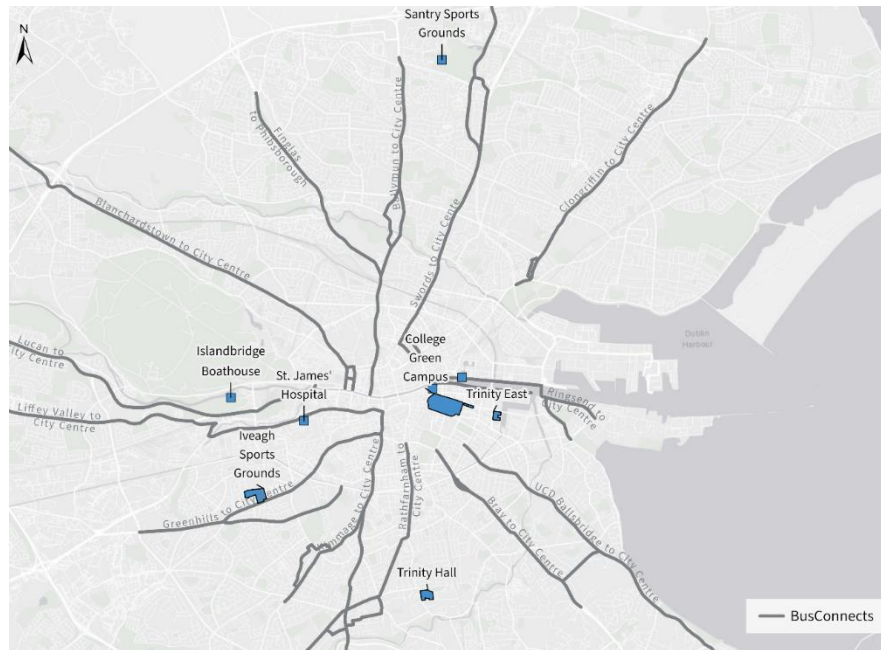 N
Santry Sports
Grounds
Finglas
to Phibsborough
Ballymun to City Centre
Swords to City Cente
Clongriffin to City Centre
Blanchardstown to City Centre
Lucan to
City Centre
Islandbridge
Boathouse
St. James'
Hospital
College
Green
Campus
Trinity East
Dublin
Harbour
Ringsend to
City Centre
Liffey Valley to
City Centre
Iveagh
Sports
Grounds
Greenhills to City Centre
mmage to City Centre
Rathfarnham to
City Centre
Bray to City Centre
UCD Ballsbridge to City Centre
Trinity Hall
BusConnects